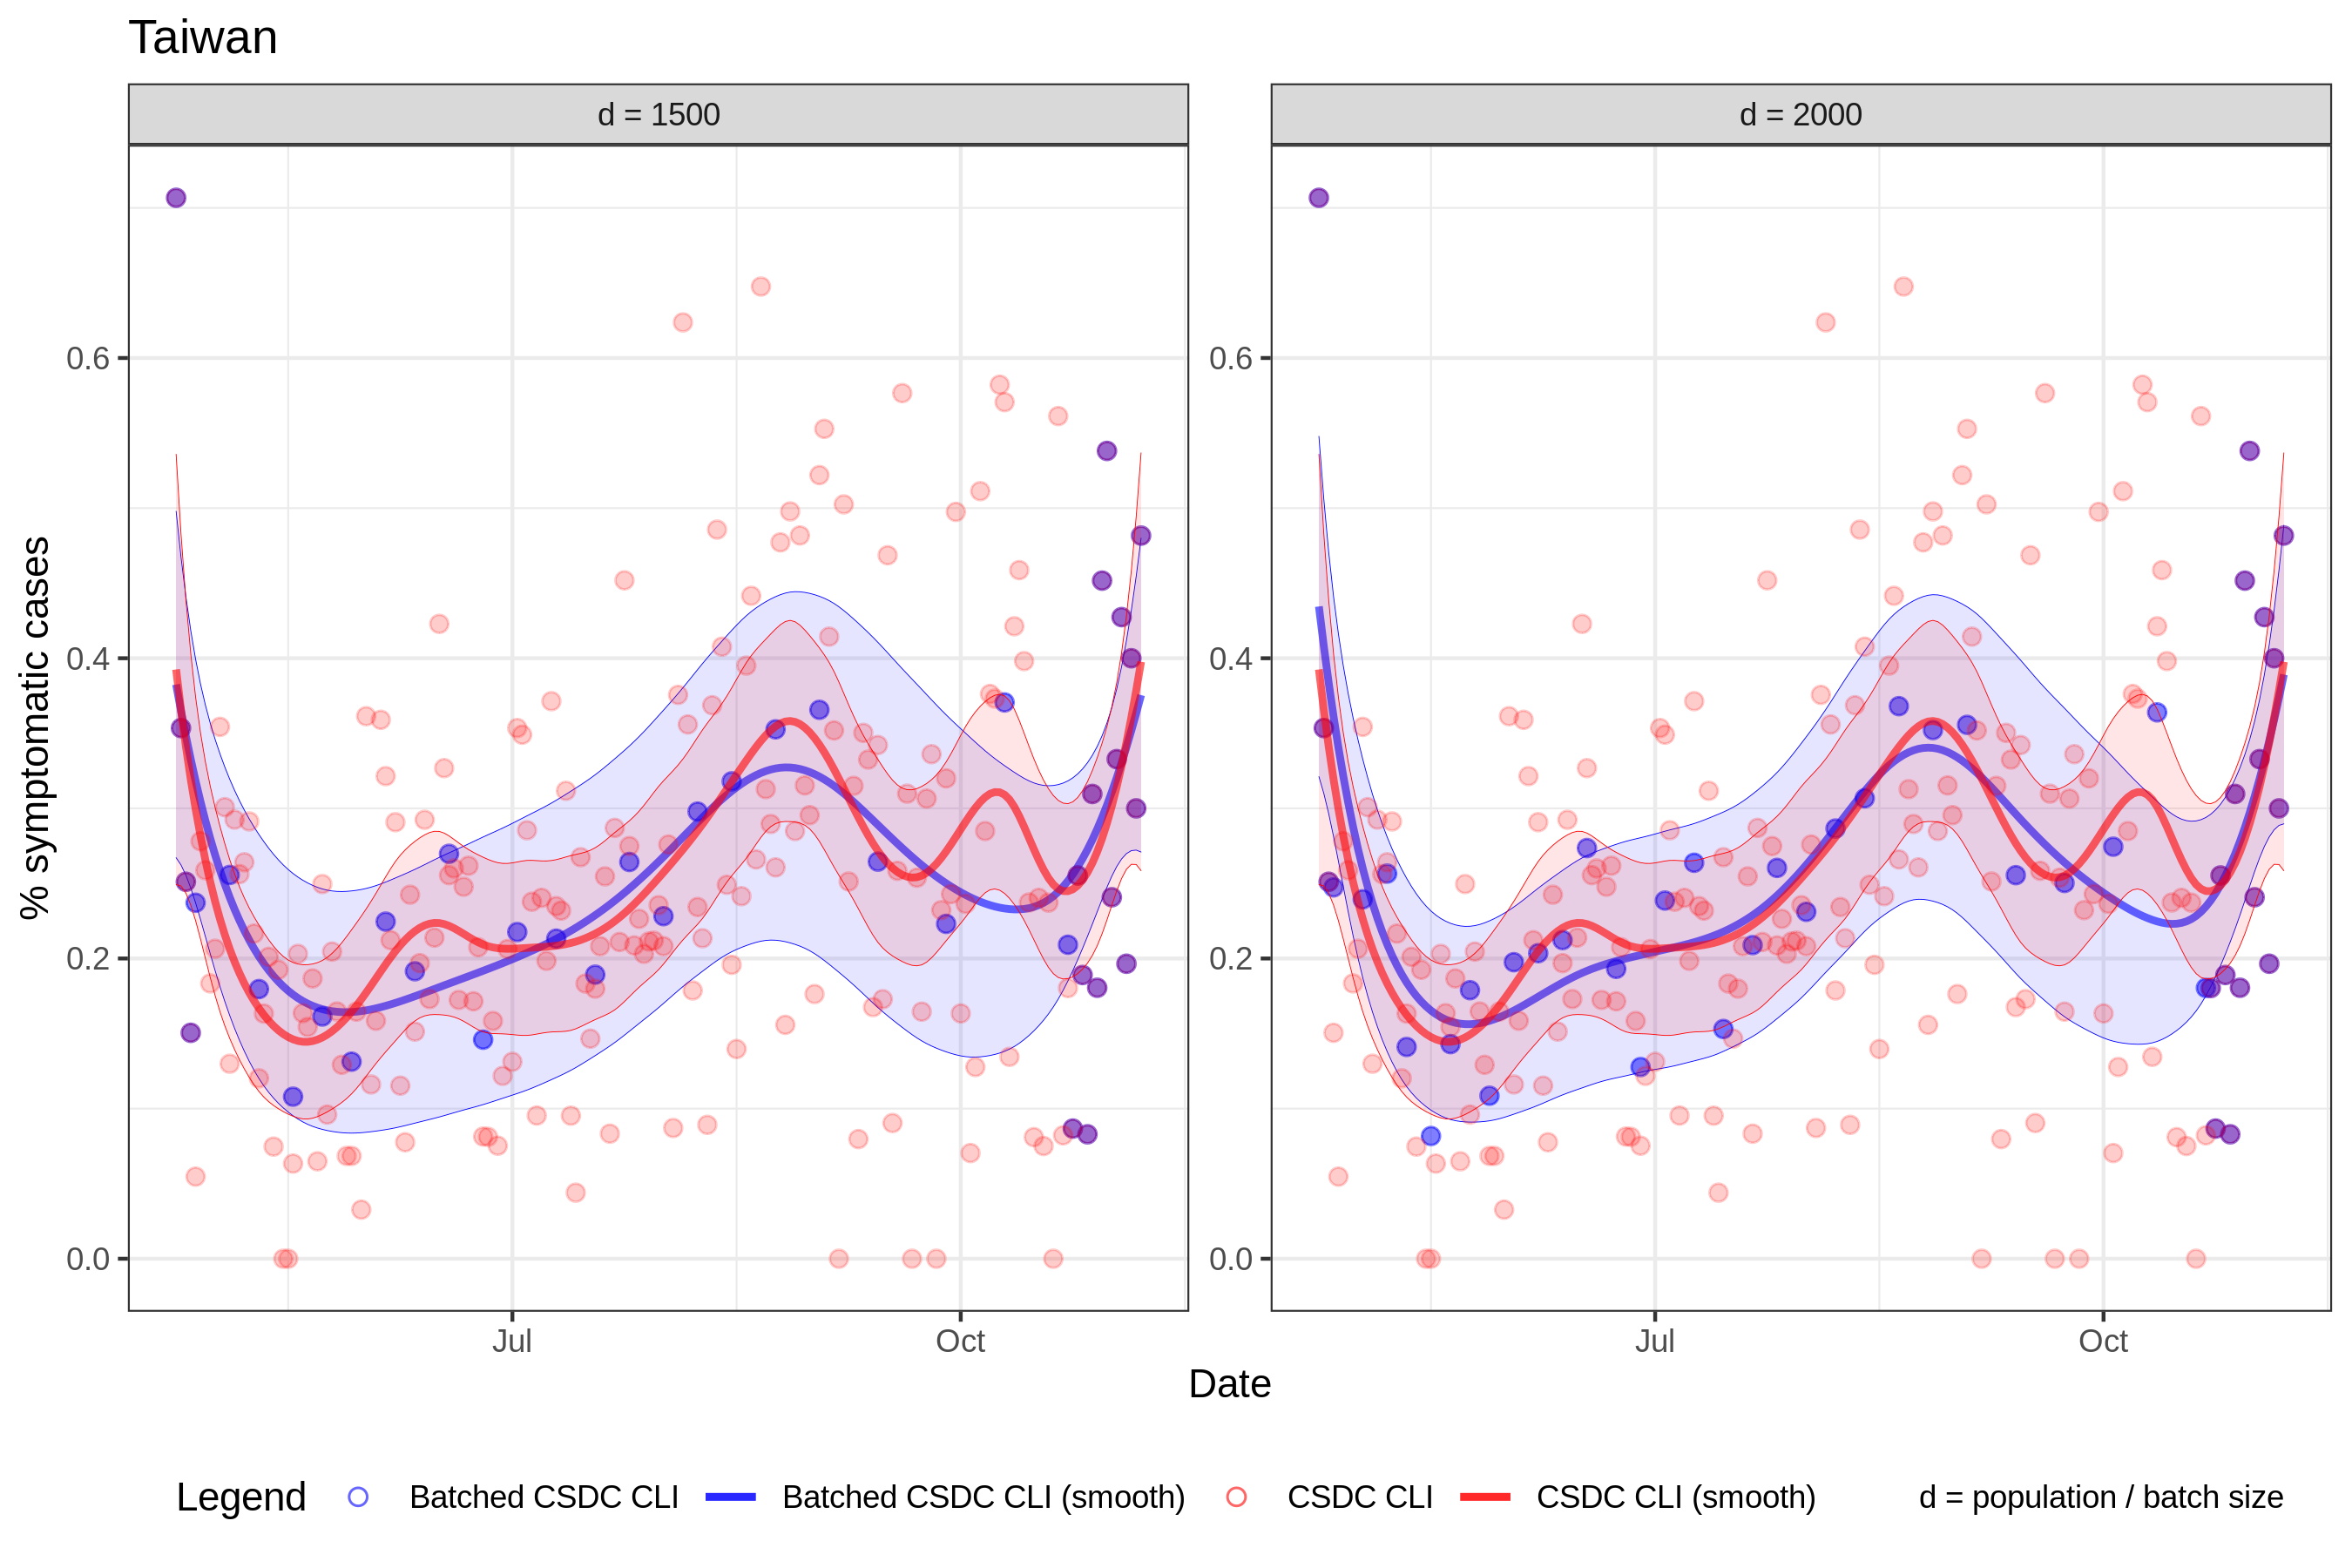 Taiwan
d = 1500
d = 2000
% symptomatic cases
0.6
0.4
0.2
0.0
0.6
0.4
0.2
0.0
Jul
Oct
Jul
Oct
Date
Legend
Batched CSDC CLI
Batched CSDC CLI (smooth)
CSDC CLI
CSDC CLI (smooth)
d = population / batch size